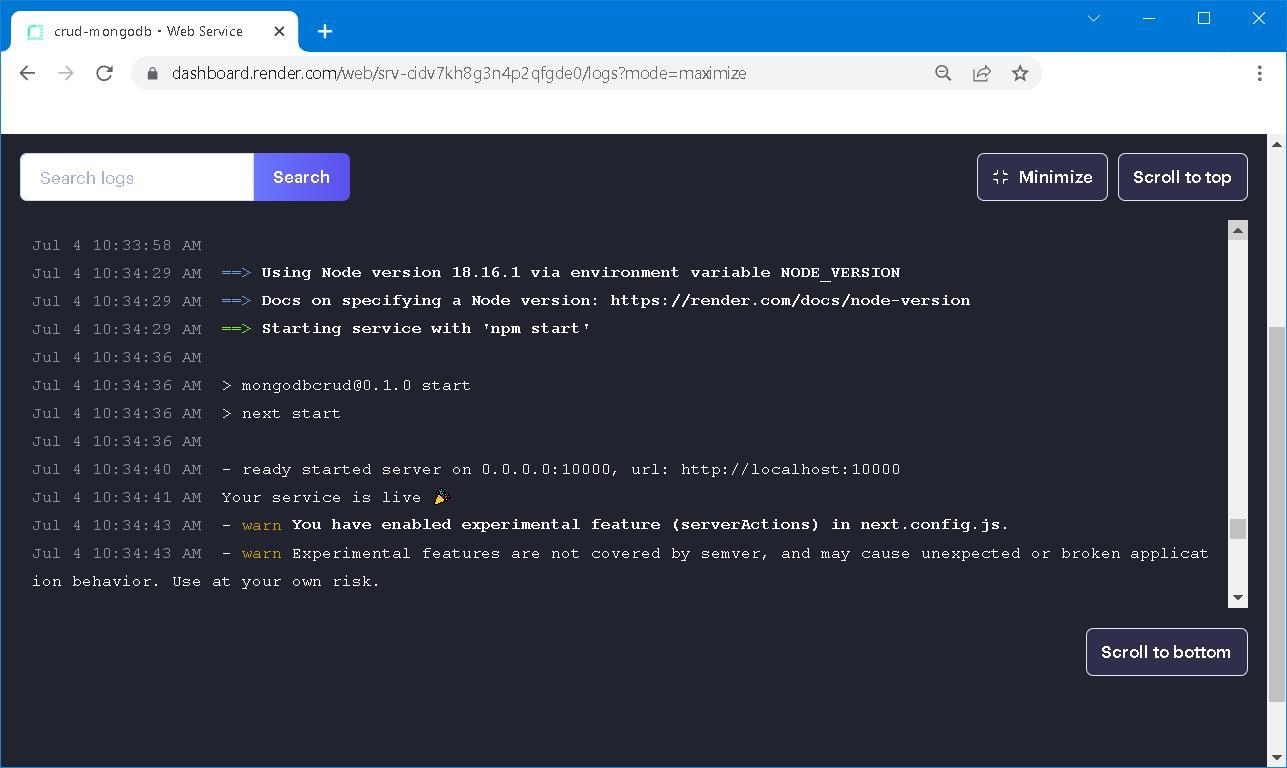 crud-mongodb • Web Service
dashboard.render.com/web/srv-cidv7kh8g3n4p2qfgde0/logs?mode=maximize
Search logs
Search
Minimize
Scroll to top
Jul 4 10:33:58 AM
Jul 4 10:34:29 AM ==> Using Node version 18.16.1 via environment variable NODE_VERSION
Jul 4 10:34:29 AM ==> Docs on specifying a Node version: https://render.com/docs/node-version
Jul 4 10:34:29 AM ==> Starting service with 'npm start'
Jul 4 10:34:36 AM
Jul 4 10:34:36 AM > mongodbcrud@0.1.0 start
Jul 4 10:34:36 AM > next start
Jul 4 10:34:36 AM
Jul 4 10:34:40 AM - ready started server on 0.0.0.0:10000, url: http://localhost:10000
Jul 4 10:34:41 AM Your service is live 🎉
Jul 4 10:34:43 AM - warn You have enabled experimental feature (serverActions) in next.config.js.
Jul 4 10:34:43 AM - warn Experimental features are not covered by semver, and may cause unexpected or broken applicat
ion behavior. Use at your own risk.
Scroll to bottom